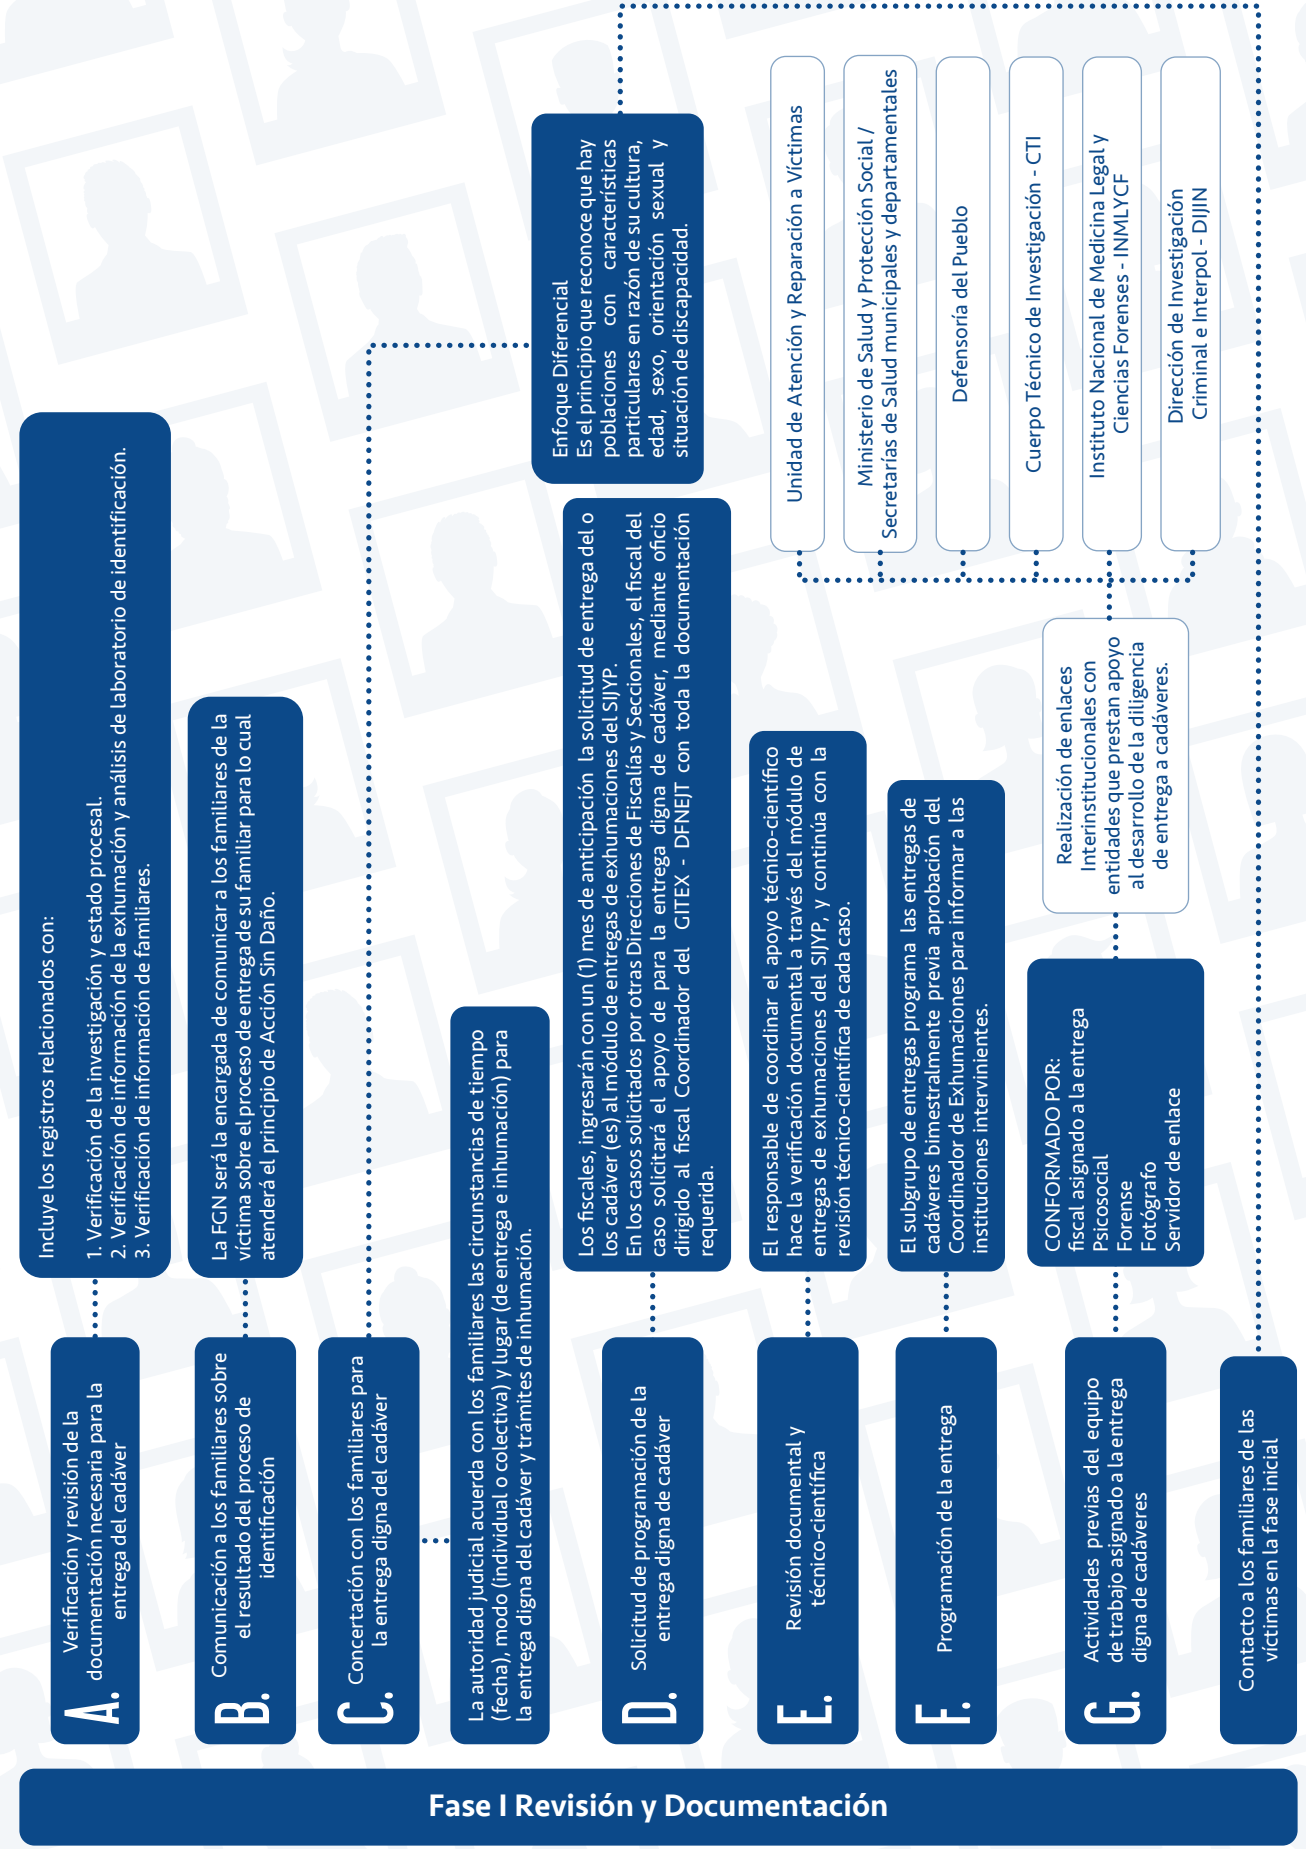 Fase I Revisión y Documentación
A.
Verificación y revisión de la
documentación necesaria para la
entrega del cadáver
Incluye los registros relacionados con:
1. Verificación de la investigación y estado procesal.
2. Verificación de información de la exhumación y análisis de laboratorio de identificación.
3. Verificación de información de familiares.
B.
Comunicación a los familiares sobre
el resultado del proceso de
identificación
La FGN será la encargada de comunicar a los familiares de la
víctima sobre el proceso de entrega de su familiar para lo cual
atenderá el principio de Acción Sin Daño.
C.
Concertación con los familiares para
la entrega digna del cadáver
La autoridad judicial acuerda con los familiares las circunstancias de tiempo
(fecha), modo (individual o colectiva) y lugar (de entrega e inhumación) para
la entrega digna del cadáver y trámites de inhumación.
Enfoque Diferencial
Es el principio que reconoce que hay
poblaciones con características
particulares en razón de su cultura,
edad, sexo, orientación sexual y
situación de discapacidad.
D.
Solicitud de programación de la
entrega digna de cadáver
Los fiscales, ingresarán con un (1) mes de anticipación la solicitud de entrega del o
los cadáver (es) al módulo de entregas de exhumaciones del SIJYP.
En los casos solicitados por otras Direcciones de Fiscalías y Seccionales, el fiscal del
caso solicitará el apoyo de para la entrega digna de cadáver, mediante oficio
dirigido al fiscal Coordinador del GITEX - DFNEJT con toda la documentación
requerida.
E.
Revisión documental y
técnico-científica
El responsable de coordinar el apoyo técnico-científico
hace la verificación documental a través del módulo de
entregas de exhumaciones del SIJYP, y continúa con la
revisión técnico-científica de cada caso.
F.
Programación de la entrega
El subgrupo de entregas programa las entregas de
cadáveres bimestralmente previa aprobación del
Coordinador de Exhumaciones para informar a las
instituciones intervinientes.
G.
Actividades previas del equipo
de trabajo asignado a la entrega
digna de cadáveres
CONFORMADO POR:
fiscal asignado a la entrega
Psicosocial
Forense
Fotógrafo
Servidor de enlace
Realización de enlaces
Interinstitucionales con
entidades que prestan apoyo
al desarrollo de la diligencia
de entrega a cadáveres.
Unidad de Atención y Reparación a Víctimas
Ministerio de Salud y Protección Social /
Secretarías de Salud municipales y departamentales
Defensoría del Pueblo
Cuerpo Técnico de Investigación - CTI
Instituto Nacional de Medicina Legal y
Ciencias Forenses - INMLYCF
Dirección de Investigación
Criminal e Interpol - DIJIN
Contacto a los familiares de las
víctimas en la fase inicial